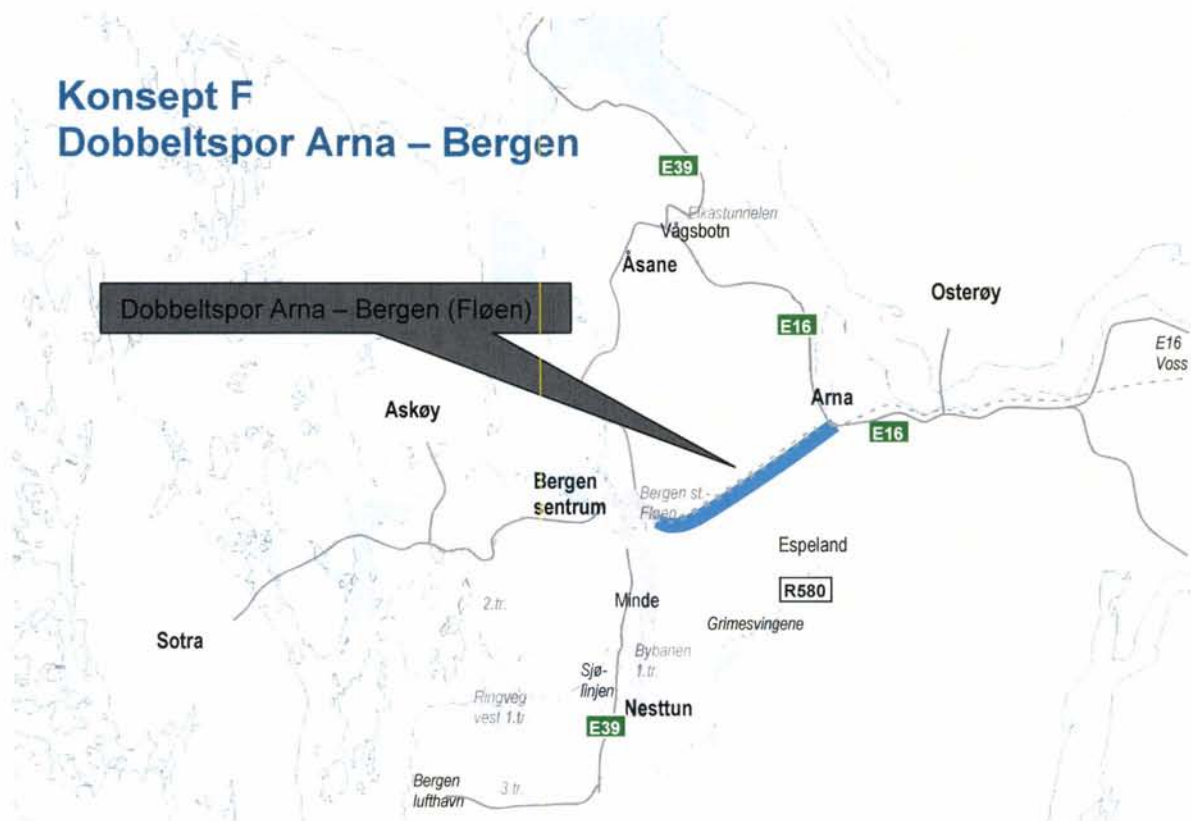 Konsept F
Dobbeltspor Arna – Bergen
E39
Eikåstunnelen
Vågsbotn
Åsane
Dobbeltspor Arna – Bergen (Fløen)
Osterøy
E16
E16
Voss
Arna
Askøy
E16
Bergen
sentrum
Bergen st.-
Fløen
Espeland
2.tr.
Minde
R580
Grimesvingene
Sotra
Bybanen
1.tr.
Sjø-
linjen
Ringveg
vest 1.tr
Nesttun
E39
Bergen
lufthavn
3.tr.